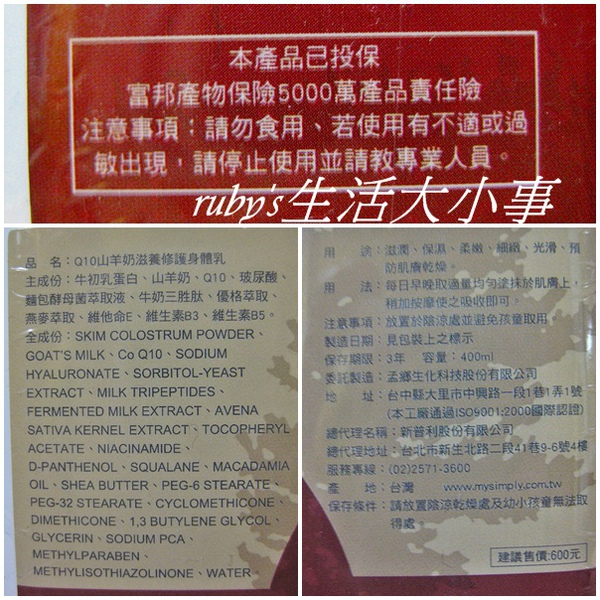 本產品已投保
富邦產物保險5000萬產品責任險
注意事項：請勿食用、若使用有不適或過
敏出現，請停止使用並請教專業人員。
ruby's生活大小事
品　名：Q10山羊奶滋養修護身體乳
主成份：牛初乳蛋白、山羊奶、Q10、玻尿酸、
麵包酵母菌萃取液、牛奶三胜肽、優格萃取、
燕麥萃取、維他命E、維生素B3、維生素B5。
全成份：SKIM COLOSTRUM POWDER、
GOAT'S MILK、Co Q10、SODIUM
HYALURONATE、SORBITOL-YEAST
EXTRACT、MILK TRIPEPTIDES、
FERMENTED MILK EXTRACT、AVENA
SATIVA KERNEL EXTRACT、TOCOPHERYL
ACETATE、NIACINAMIDE、
D-PANTHENOL、SQUALANE、MACADAMIA
OIL、SHEA BUTTER、PEG-6 STEARATE、
PEG-32 STEARATE、CYCLOMETHICONE、
DIMETHICONE、1,3 BUTYLENE GLYCOL、
GLYCERIN、SODIUM PCA、
METHYLPARABEN、
METHYLISOTHIAZOLINONE、WATER。
用　　途：滋潤、保濕、柔嫩、細緻、光滑、預
防肌膚乾燥。
用　　法：每日早晚取適量均勻塗抹於肌膚上，
稍加按摩使之吸收即可。
注意事項：放置於陰涼處並避免孩童取用
製造日期：見包裝上之標示
保存期限：3年　容量：400ml
委託製造：孟鄉生化科技股份有限公司
地　　址：台中縣大里市中興路一段1巷1弄1號
(本工廠通過ISO9001:2000國際認證)
總代理名稱：新普利股份有限公司
總代理地址：台北市新生北路二段41巷9-6號4樓
服務專線：(02)2571-3600
產　　地：台灣　www.mysimply.com.tw
保存條件：請放置陰涼乾燥處及幼小孩童無法取
得處。
建議售價:600元